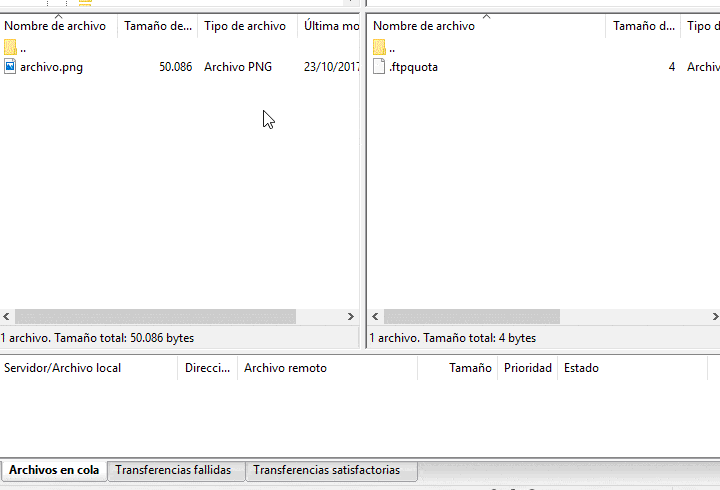 Nombre de archivo Tamaño de... Tipo de archivo Última mo
..
archivo.png 50.086 Archivo PNG 23/10/2017
1 archivo. Tamaño total: 50.086 bytes
Nombre de archivo Tamaño d... Tipo d
..
.ftpquota 4 Archiv
1 archivo. Tamaño total: 4 bytes
Servidor/Archivo local Direcci... Archivo remoto Tamaño Prioridad Estado
Archivos en cola Transferencias fallidas Transferencias satisfactorias